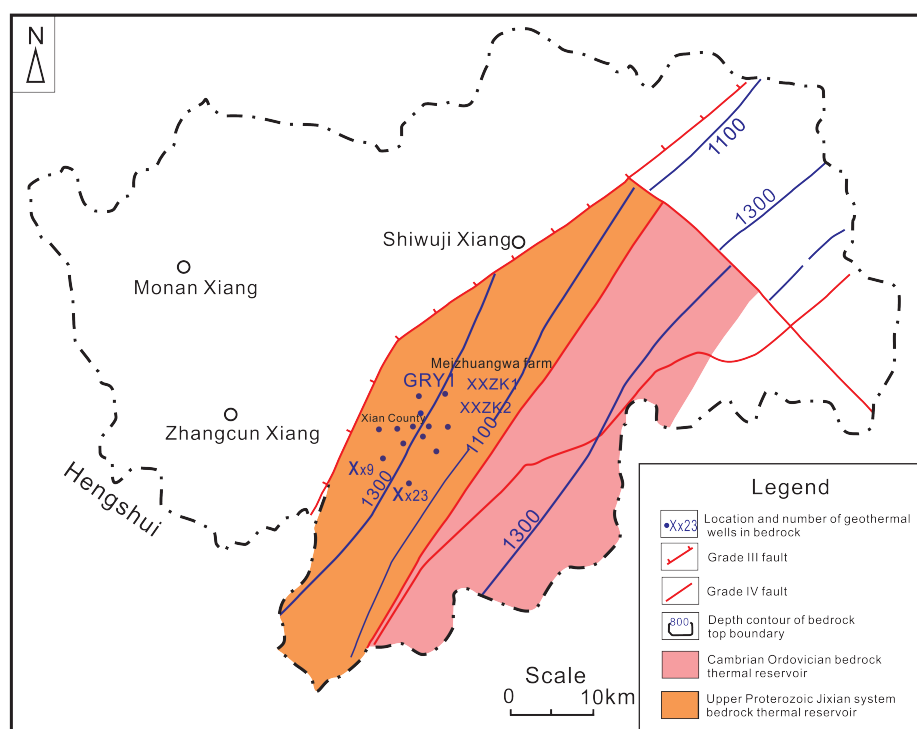 N
1100
1300
Shiwuji Xiang
Monan Xiang
Meizhuangwa farm
GRY1
XXZK1
XXZK2
Xian County
Zhangcun Xiang
1100
Xx9
1300
Xx23
Hengshui
1300
Legend
Xx23
Location and number of geothermal
wells in bedrock
Grade III fault
Grade IV fault
800
Depth contour of bedrock
top boundary
Cambrian Ordovician bedrock
thermal reservoir
Upper Proterozoic Jixian system
bedrock thermal reservoir
Scale
0
10km